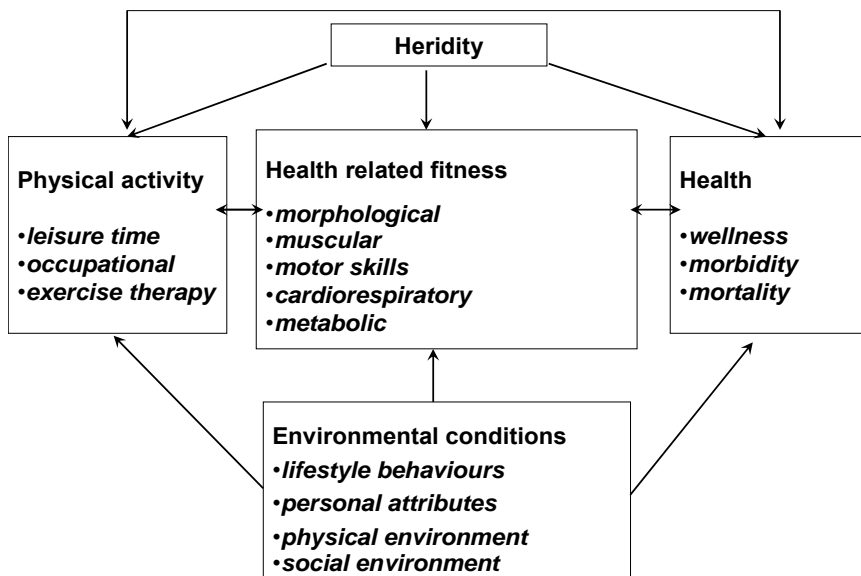 Heridity
Physical activity
•leisure time
•occupational
•exercise therapy
Health related fitness
•morphological
•muscular
•motor skills
•cardiorespiratory
•metabolic
Health
•wellness
•morbidity
•mortality
Environmental conditions
•lifestyle behaviours
•personal attributes
•physical environment
•social environment